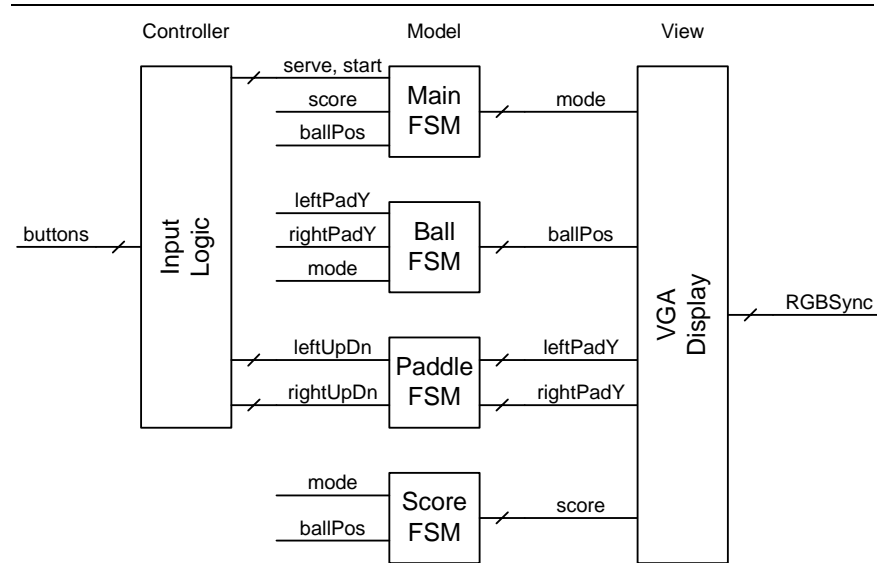 Controller
Model
View
serve, start
score
ballPos
Main
FSM
mode
leftPadY
rightPadY
mode
Ball
FSM
ballPos
buttons
Input
Logic
leftUpDn
rightUpDn
Paddle
FSM
leftPadY
rightPadY
mode
ballPos
Score
FSM
score
VGA
Display
RGBSync